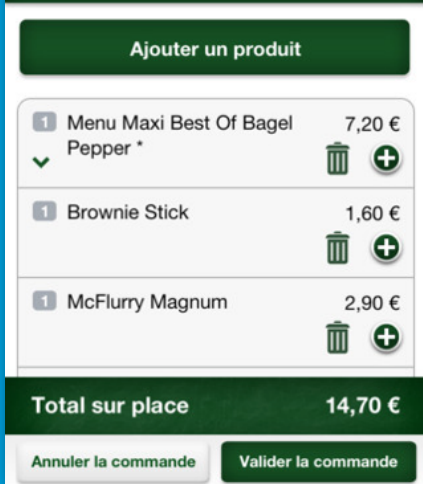 Ajouter un produit
1 Menu Maxi Best Of Bagel 7,20 €
Pepper *
1 Brownie Stick 1,60 €
1 McFlurry Magnum 2,90 €
Total sur place 14,70 €
Annuler la commande Valider la commande